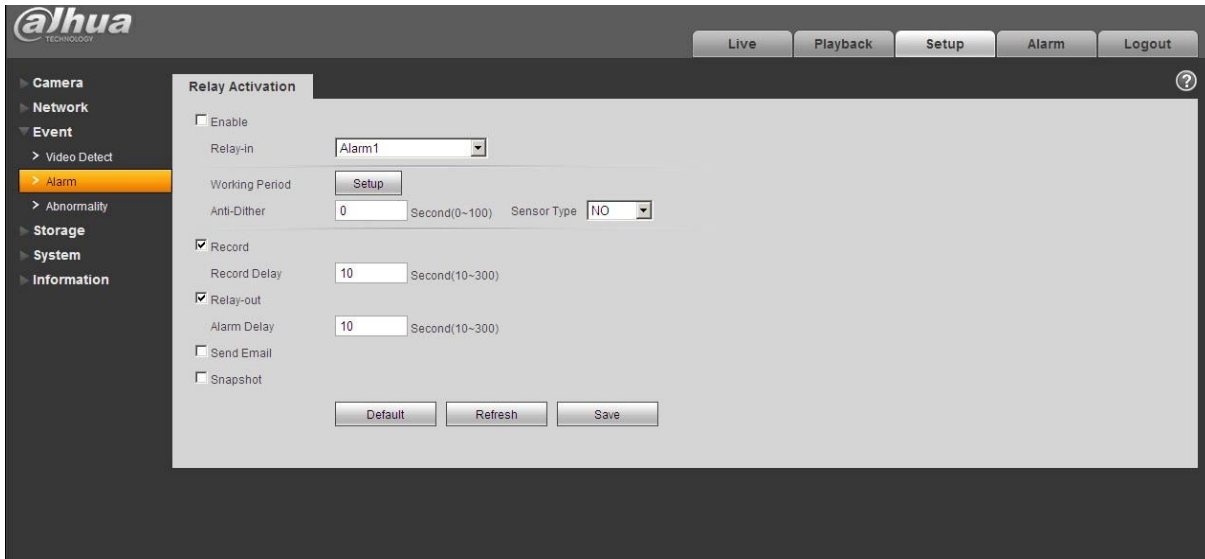 alhua
TECHNOLOGY
Live Playback Setup Alarm Logout
Camera
Network
Event
> Video Detect
> Alarm
> Abnormality
Storage
System
Information
Relay Activation
?
Enable
Relay-in Alarm1
Working Period Setup
Anti-Dither 0 Second(0~100) Sensor Type NO
Record
Record Delay 10 Second(10~300)
Relay-out
Alarm Delay 10 Second(10~300)
Send Email
Snapshot
Default Refresh Save